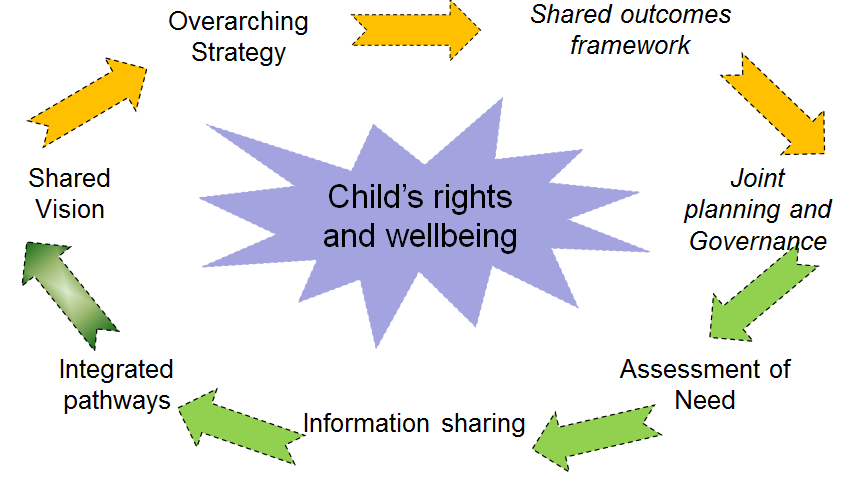 Overarching
Strategy
Shared outcomes
framework
Joint
planning and
Governance
Assessment of
Need
Information sharing
Integrated
pathways
Shared
Vision
Child's rights
and wellbeing